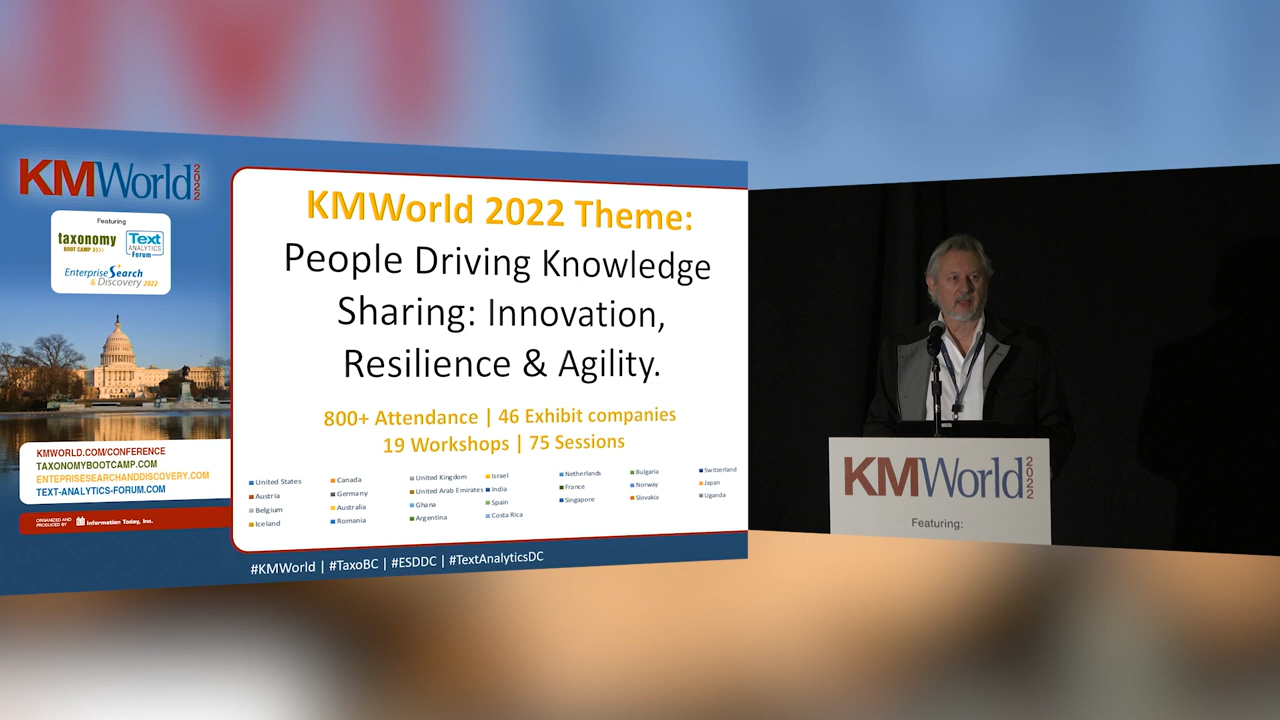 KMWorld 2022
Featuring
taxonomy
BOOT CAMP >>>>
Text
ANALYTICS
Forum
Enterprise Search
& Discovery 2022
KMWORLD.COM/CONFERENCE
TAXONOMYBOOTCAMP.COM
ENTERPRISESEARCHANDDISCOVERY.COM
TEXT-ANALYTICS-FORUM.COM
ORGANIZED AND
PRODUCED BY
Information Today, Inc.
KMWorld 2022 Theme:
People Driving Knowledge
Sharing: Innovation,
Resilience & Agility.
800+ Attendance | 46 Exhibit companies
19 Workshops | 75 Sessions
United States Canada United Kingdom Israel Netherlands Bulgaria Switzerland
Austria Germany United Arab Emirates India France Norway Japan
Belgium Australia Ghana Spain Singapore Slovakia Uganda
Iceland Romania Argentina Costa Rica
#KMWorld | #TaxoBC | #ESDDC | #TextAnalyticsDC
KMWorld 2022
Featuring: